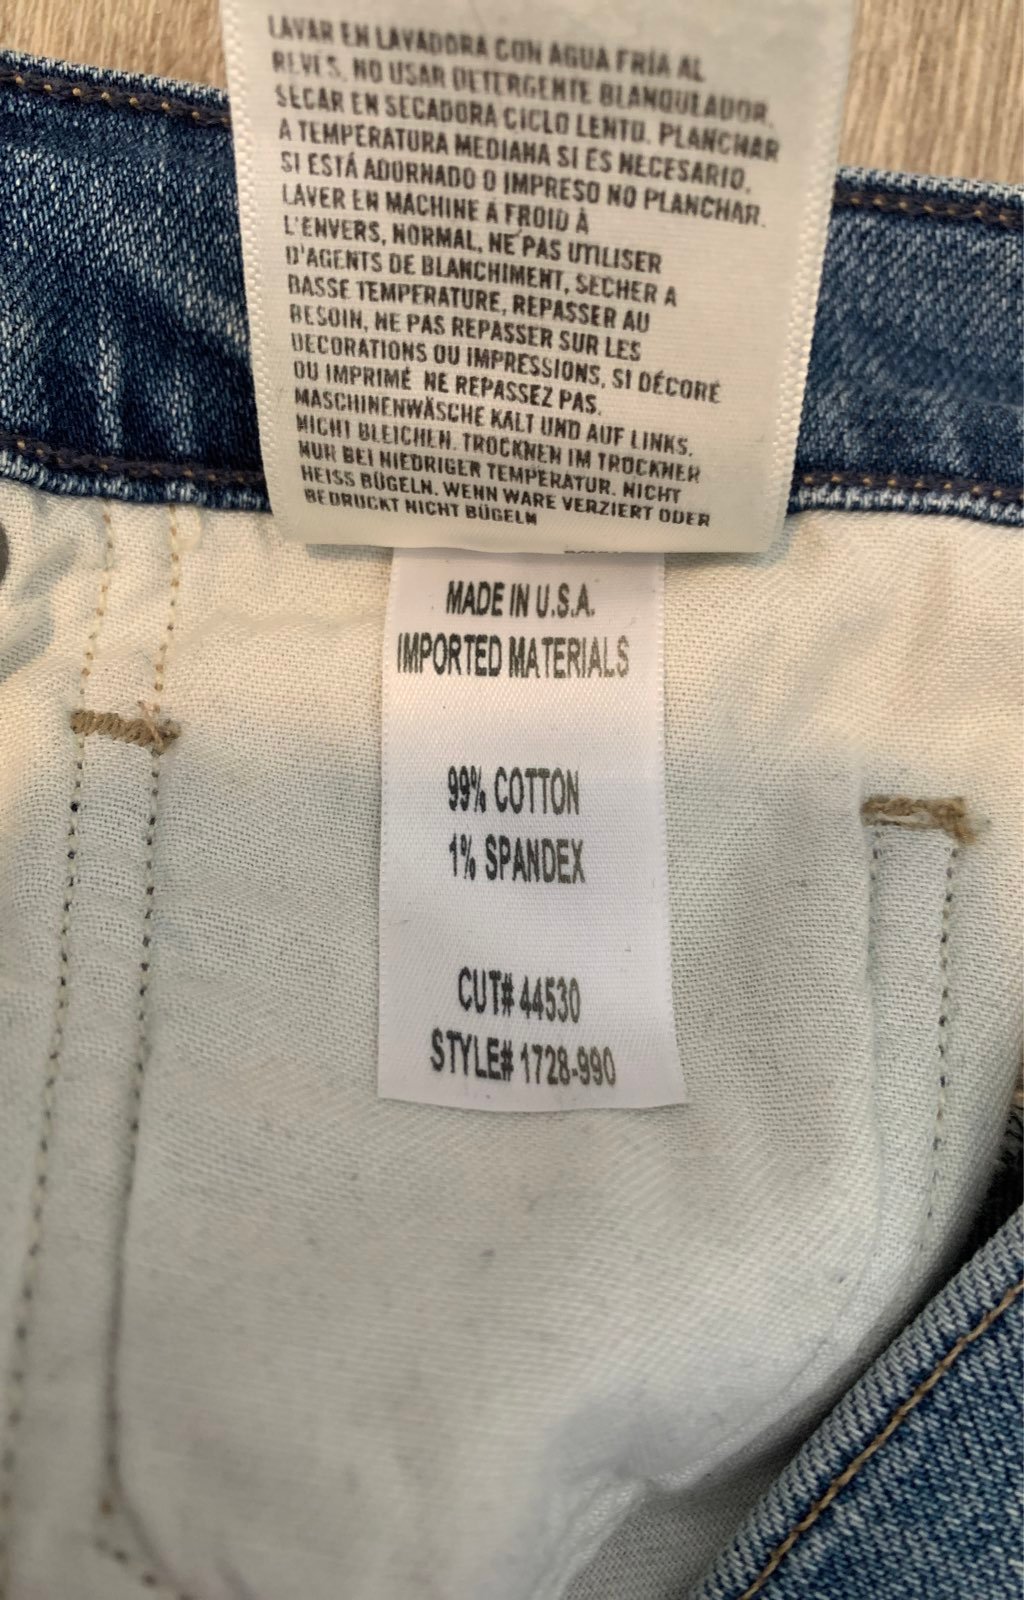 LAVAR EN LAVADORA CON AGUA FRÍA AL
REVES. NO USAR DETERGENTE BLANQULADOR.
SECAR EN SECADORA CICLO LENTO. PLANCHAR
A TEMPERATURA MEDIANA SI ES NECESARIO.
SI ESTÁ ADORNADO O IMPRESO NO PLANCHAR.
LAVER EN MACHINE À FROID À
L'ENVERS, NORMAL, NE PAS UTILISER
D'AGENTS DE BLANCHIMENT, SECHER A
BASSE TEMPERATURE, REPASSER AU
BESOIN, NE PAS REPASSER SUR LES
DECORATIONS OU IMPRESSIONS, SI DÉCORÉ
OU IMPRIMÉ NE REPASSEZ PAS.
MASCHINENWÄSCHE KALT UND AUF LINKS.
NICHT BLEICHEN. TROCKNEN IM TROCKNER
NUR BEI NIEDRIGER TEMPERATUR. NICHT
HEISS BÜGELN. WENN WARE VERZIERT ODER
BEDRUCKT NICHT BÜGELN
MADE IN U.S.A.
IMPORTED MATERIALS
99% COTTON
1% SPANDEX
CUT# 44530
STYLE# 1728-990